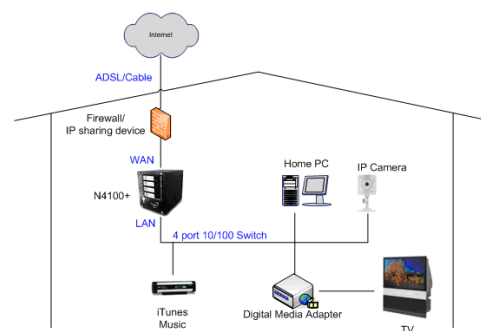 Internet
ADSL/Cable
Firewall/
IP sharing device
WAN
Home PC
IP Camera
N4100+
LAN
4 port 10/100 Switch
iTunes
Music
Digital Media Adapter
TV